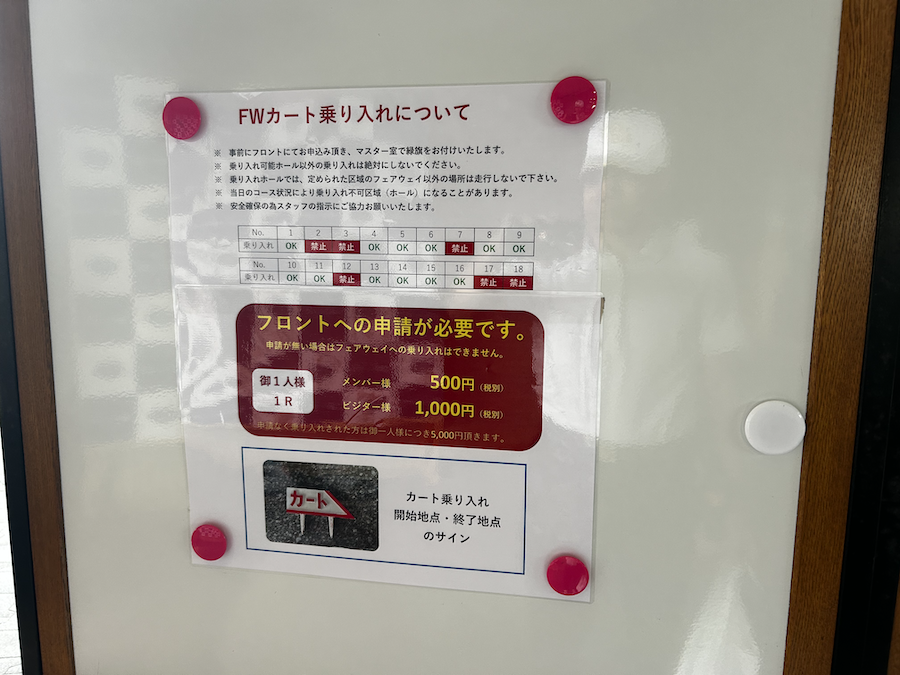 FWカート乗り入れについて
※ 事前にフロントにてお申込み頂き、マスター室で緑旗をお付けいたします。
※ 乗り入れ可能ホール以外の乗り入れは絶対にしないでください。
※ 乗り入れホールでは、定められた区域のフェアウェイ以外の場所は走行しないで下さい。
※ 当日のコース状況により乗り入れ不可区域（ホール）になることがあります。
※ 安全確保の為スタッフの指示にご協力お願いいたします。
No. 1 2 3 4 5 6 7 8 9
乗り入れ OK 禁止 禁止 OK OK OK 禁止 OK OK
No. 10 11 12 13 14 15 16 17 18
乗り入れ OK OK 禁止 OK OK OK OK 禁止 禁止
フロントへの申請が必要です。
申請が無い場合はフェアウェイへの乗り入れはできません。
御1人様
1R
メンバー様 500円（税別）
ビジター様 1,000円（税別）
申請なく乗り入れされた方は御一人様につき5,000円頂きます。
カート
カート乗り入れ
開始地点・終了地点
のサイン